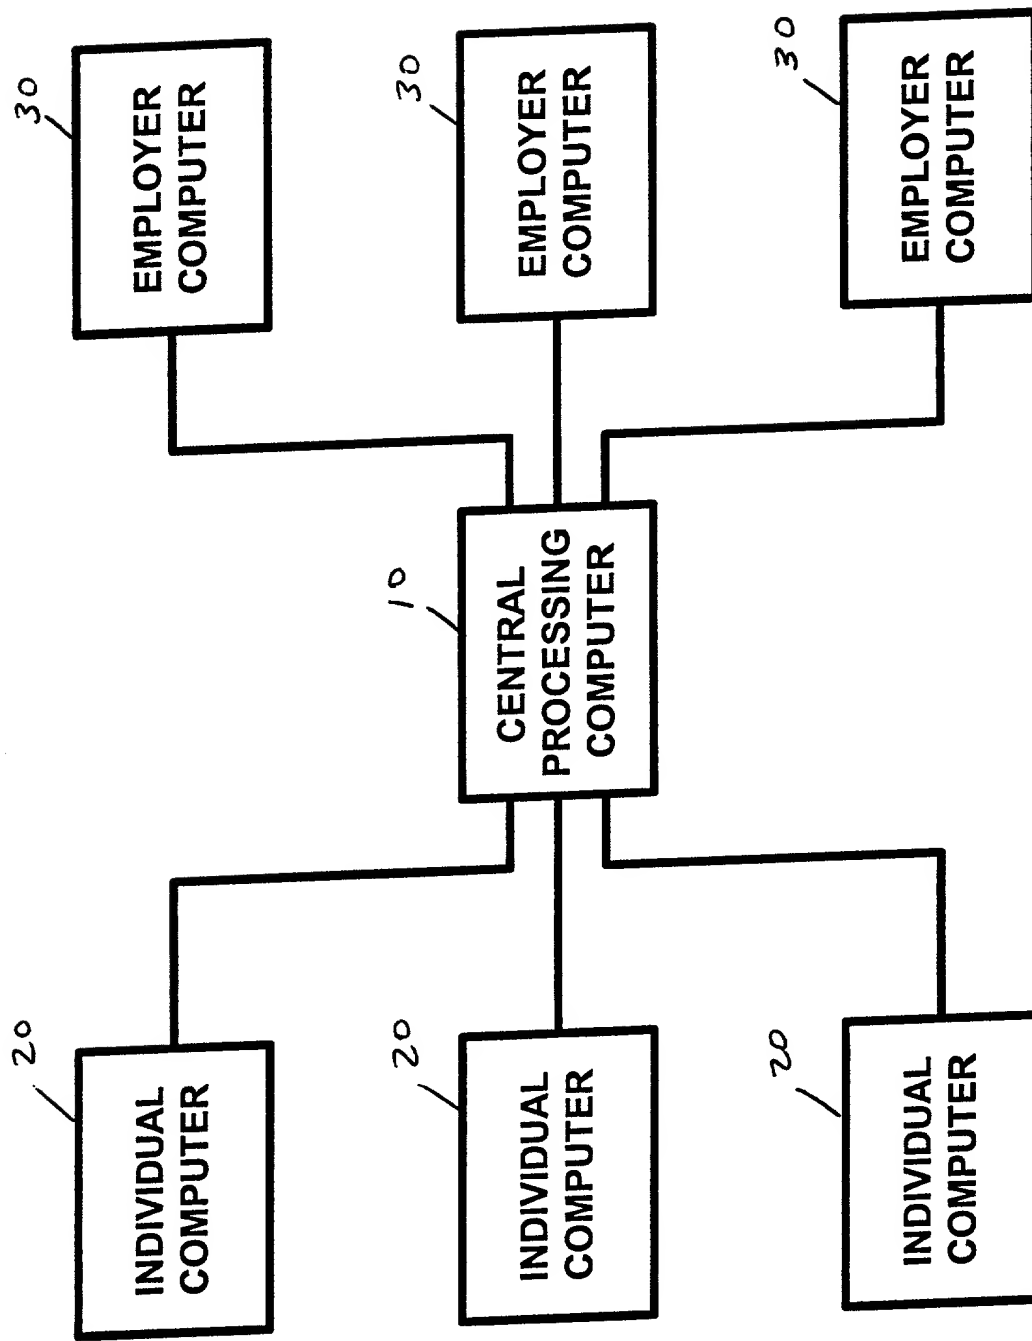 20
INDIVIDUAL
COMPUTER
30
EMPLOYER
COMPUTER
20
INDIVIDUAL
COMPUTER
10
CENTRAL
PROCESSING
COMPUTER
30
EMPLOYER
COMPUTER
20
INDIVIDUAL
COMPUTER
30
EMPLOYER
COMPUTER